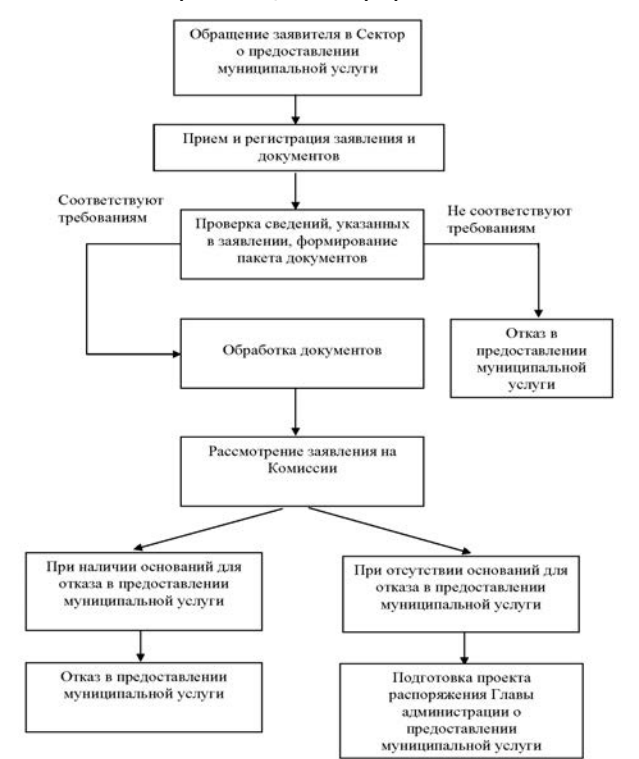 Обращение заявителя в Сектор
о предоставлении
муниципальной услуги
Прием и регистрация заявления и
документов
Соответствуют
требованиям
Проверка сведений, указанных
в заявлении, формирование
пакета документов
Не соответствуют
требованиям
Обработка документов
Отказ в
предоставлении
муниципальной
услуги
Рассмотрение заявления на
Комиссии
При наличии оснований для
отказа в предоставлении
муниципальной услуги
При отсутствии оснований для
отказа в предоставлении
муниципальной услуги
Отказ в предоставлении
муниципальной услуги
Подготовка проекта
распоряжения Главы
администрации о
предоставлении
муниципальной услуги